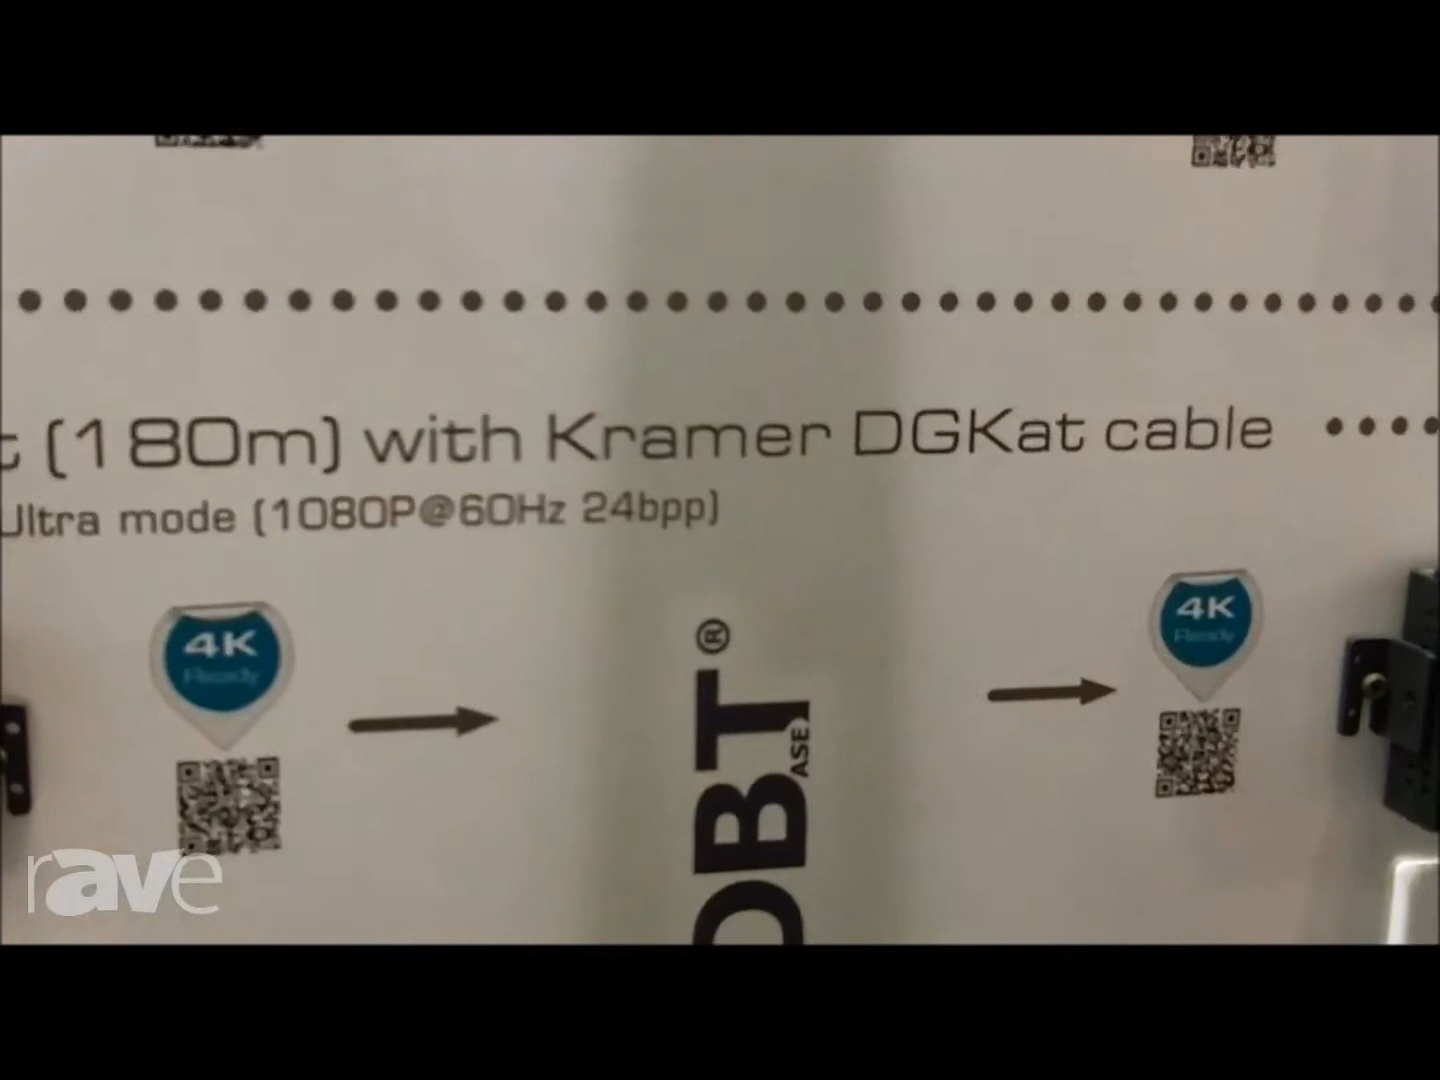 (180m) with Kramer DGKat cable
Ultra mode (1080P@60Hz 24bpp)
4K
Ready
4K
Ready
DBT®
ASE
rave